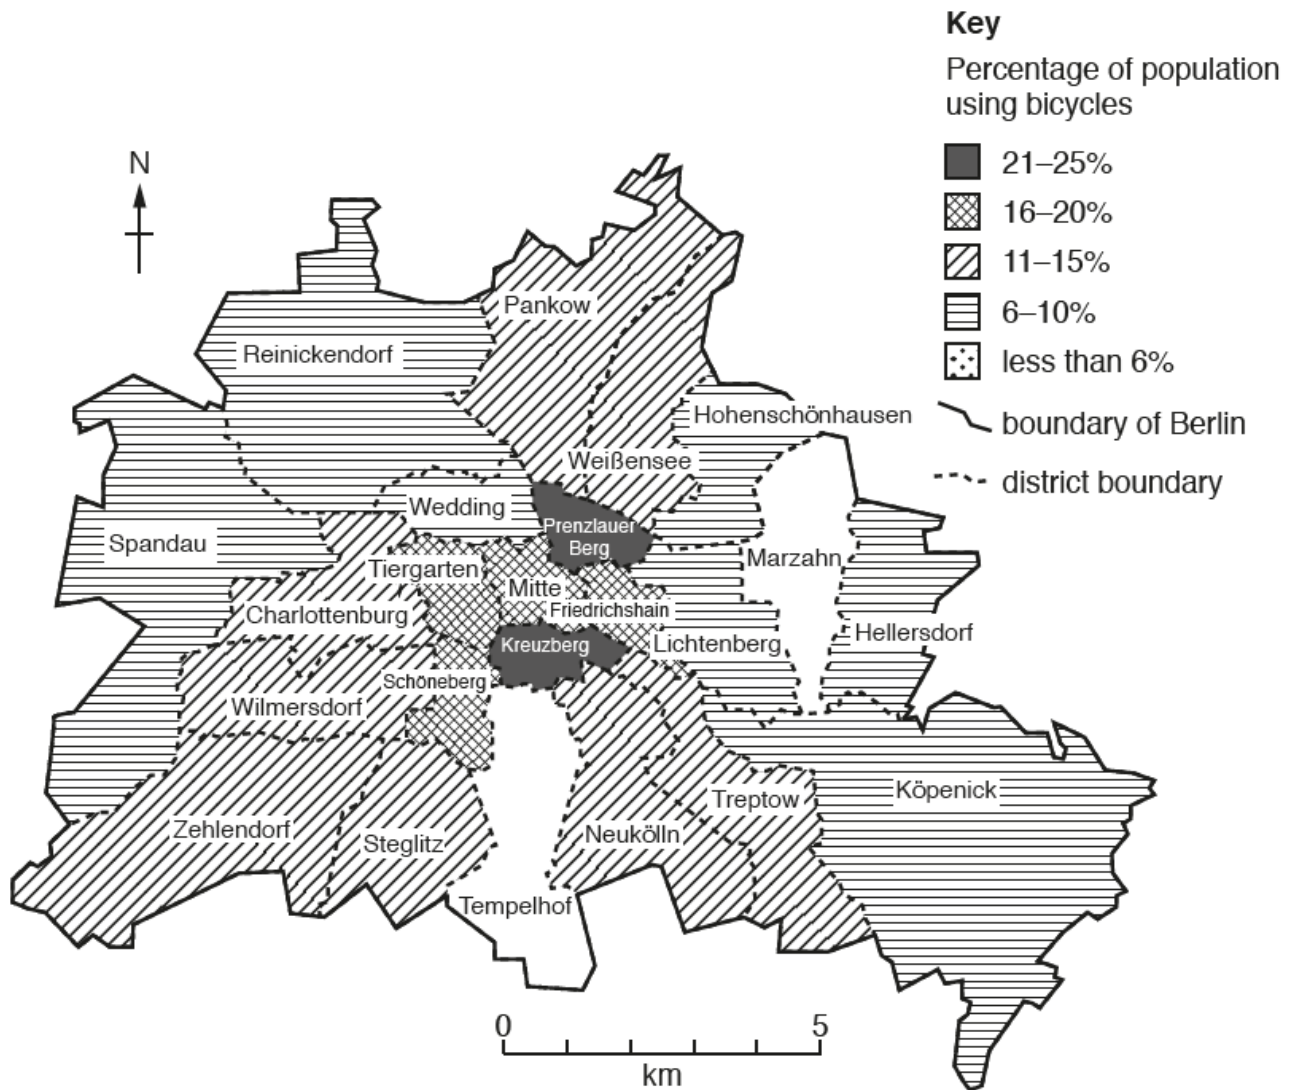 Key
Percentage of population
using bicycles
21–25%
16–20%
11–15%
6–10%
less than 6%
boundary of Berlin
district boundary
N
Pankow
Reinickendorf
Hohenschönhausen
Weißensee
Wedding
Prenzlauer
Berg
Spandau
Marzahn
Tiergarten
Mitte
Friedrichshain
Charlottenburg
Kreuzberg
Lichtenberg
Hellersdorf
Schöneberg
Wilmersdorf
Köpenick
Treptow
Zehlendorf
Steglitz
Neukölln
Tempelhof
0 5
km